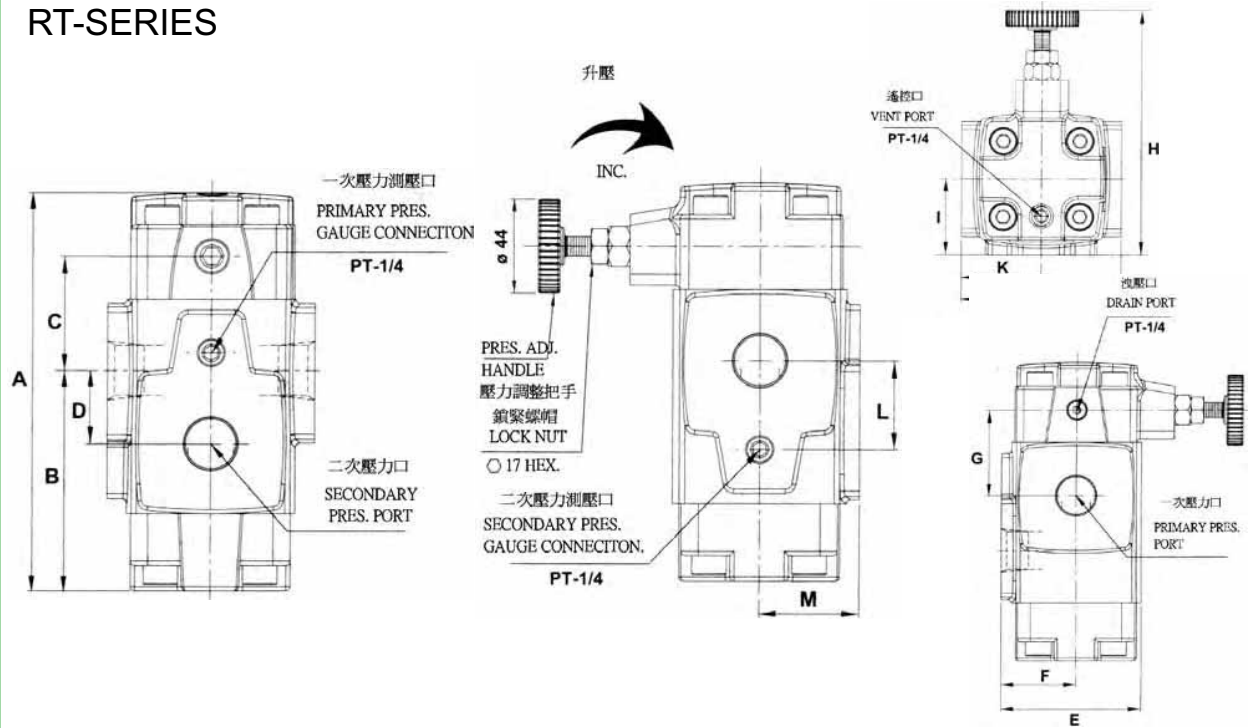 RT-SERIES
升壓
INC.
一次壓力測壓口
PRIMARY PRES.
GAUGE CONNECITON
PT-1/4
A
B
C
D
二次壓力口
SECONDARY
PRES. PORT
ø 44
PRES. ADJ.
HANDLE
壓力調整把手
鎖緊螺帽
LOCK NUT
⬡ 17 HEX.
二次壓力測壓口
SECONDARY PRES.
GAUGE CONNECITON.
PT-1/4
L
M
遙控口
VENT PORT
PT-1/4
H
I
K
洩壓口
DRAIN PORT
PT-1/4
G
一次壓力口
PRIMARY PRES.
PORT
F
E